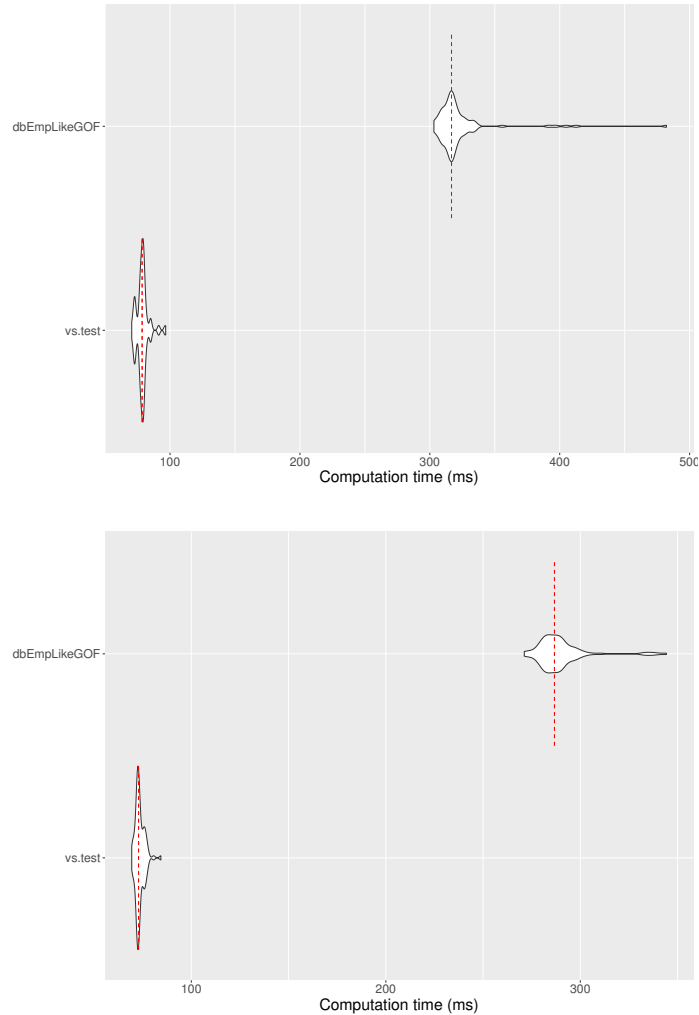 dbEmpLikeGOF
vs.test
100 200 300 400 500
Computation time (ms)
dbEmpLikeGOF
vs.test
100 200 300
Computation time (ms)